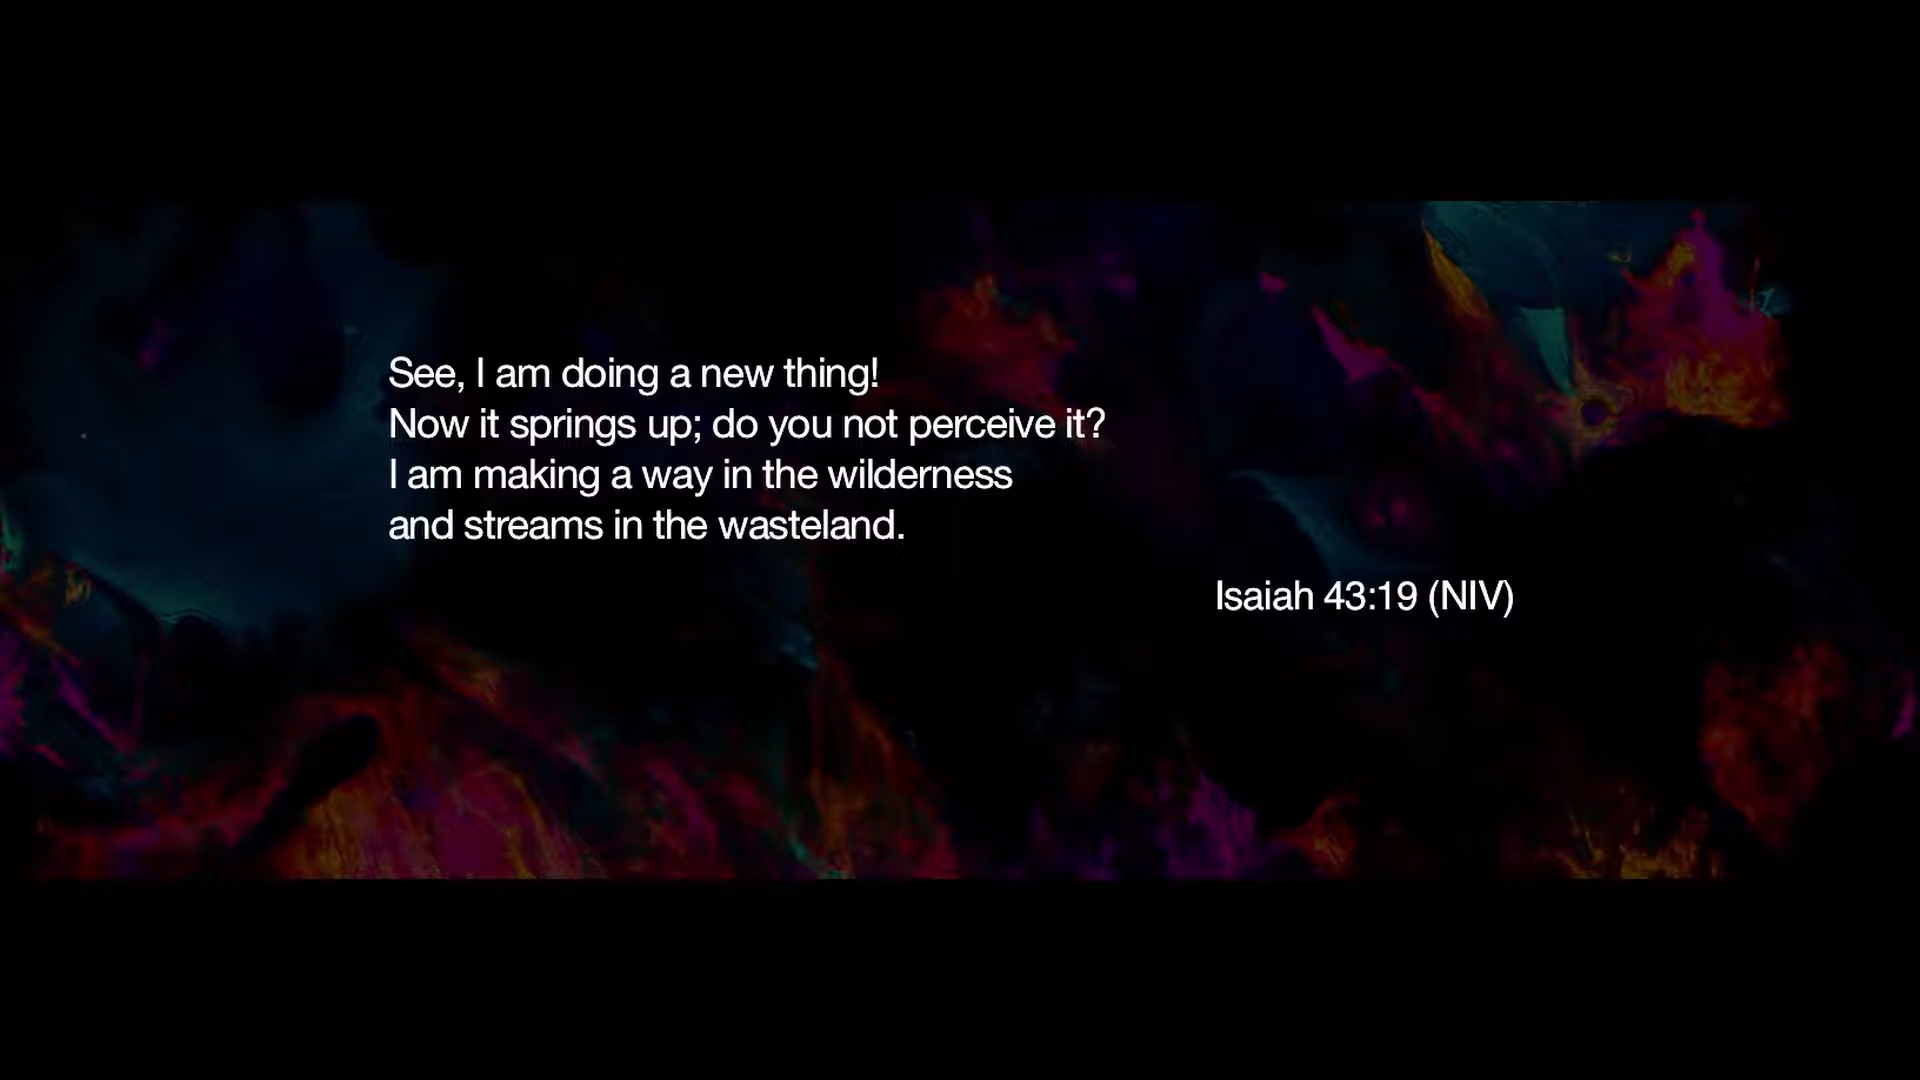 See, I am doing a new thing!
Now it springs up; do you not perceive it?
I am making a way in the wilderness
and streams in the wasteland.
Isaiah 43:19 (NIV)